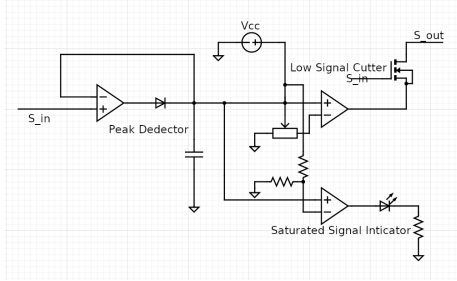 Vcc
S_out
Low Signal Cutter
S_in
S_in
Peak Dedector
Saturated Signal Inticator